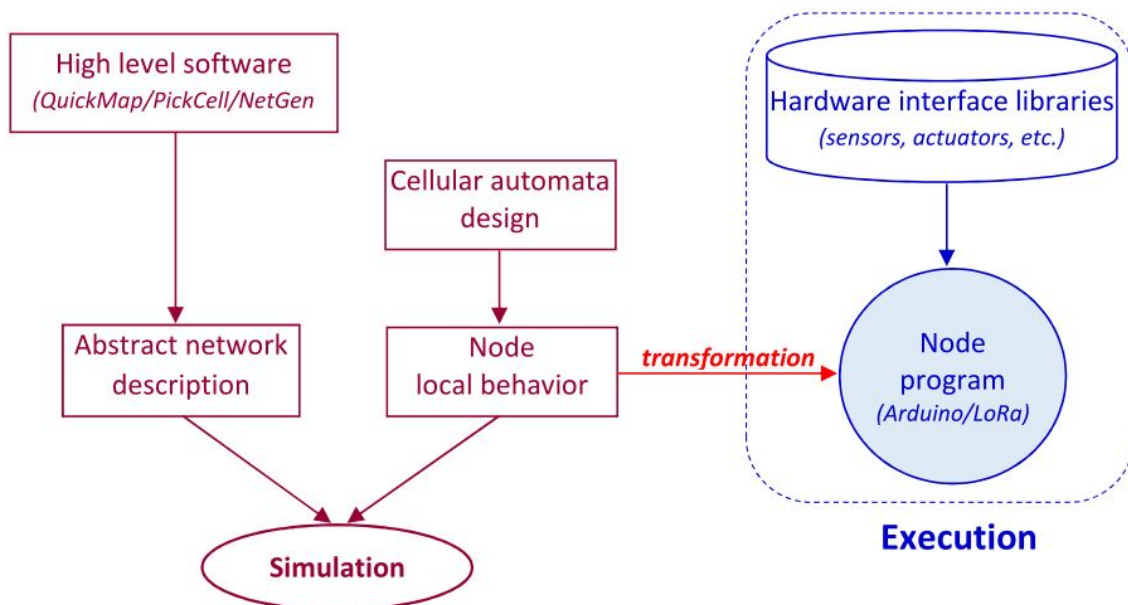 High level software
(QuickMap/PickCell/NetGen
Hardware interface libraries
(sensors, actuators, etc.)
Cellular automata
design
Abstract network
description
Node
local behavior
transformation
Node
program
(Arduino/LoRa)
Execution
Simulation